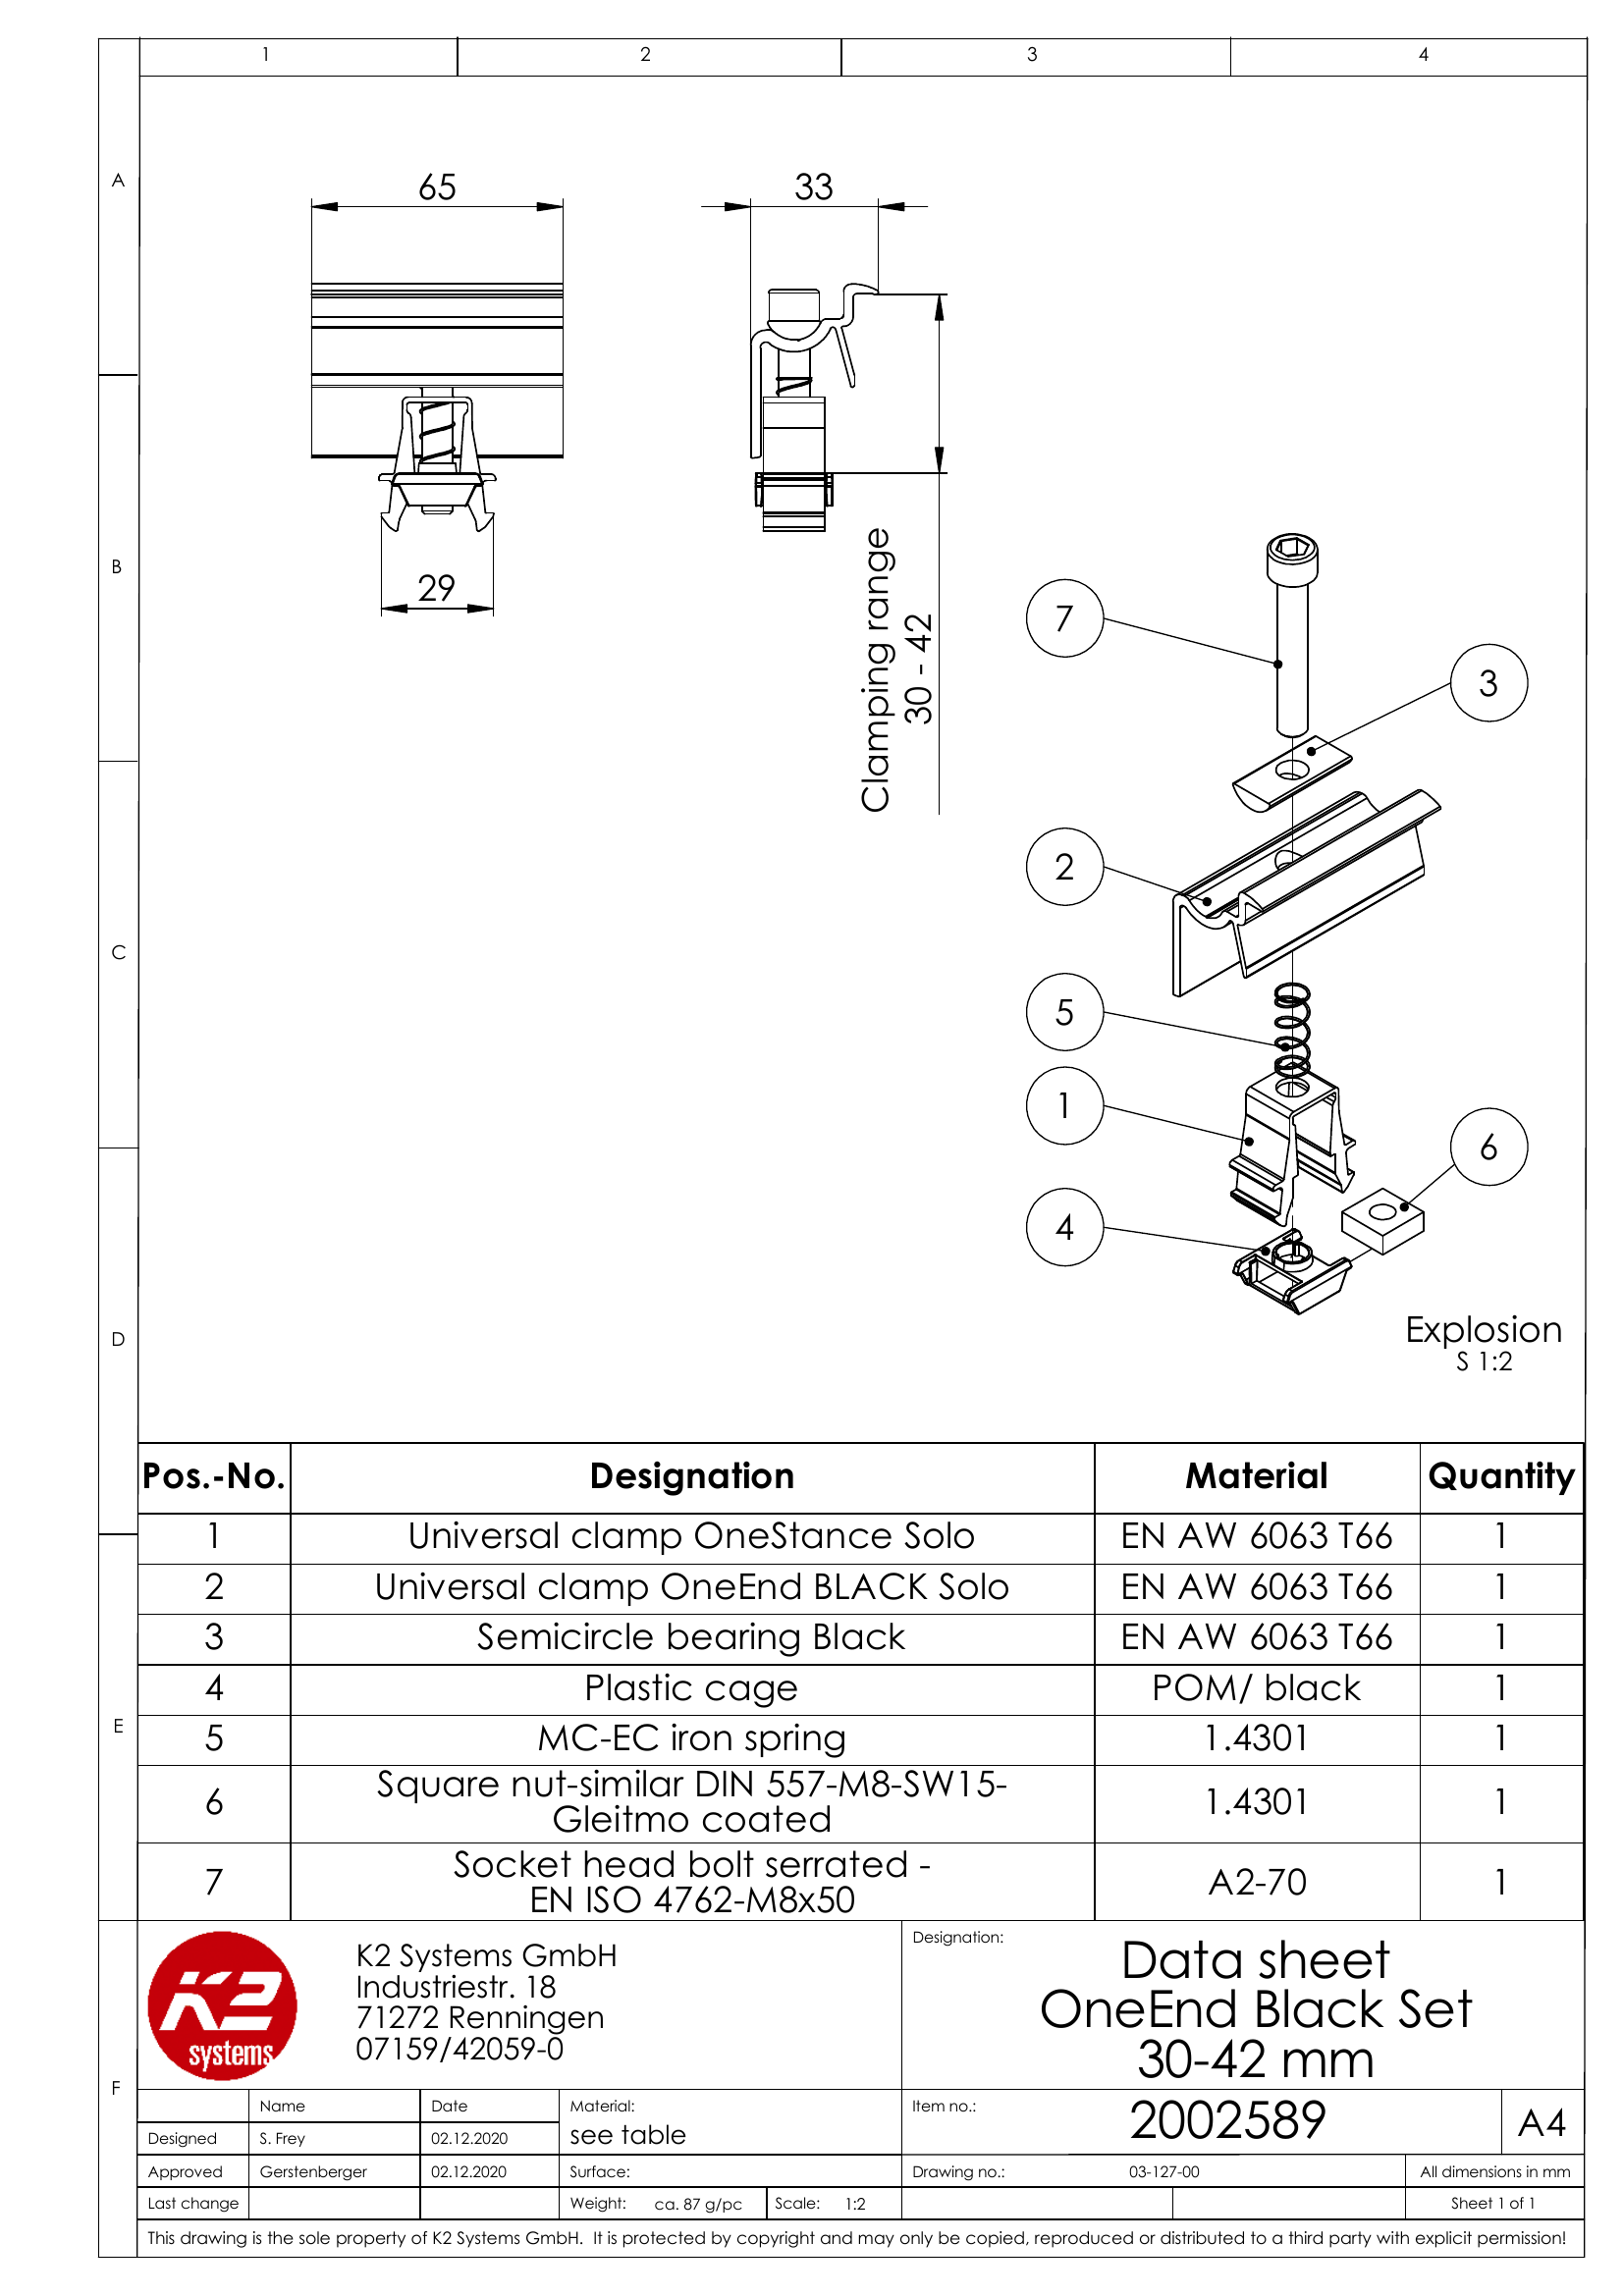 1 2 3 4
A
B
C
D
E
F
65
33
29
Clamping range
30 - 42
7
3
2
5
1
6
4
Explosion
S 1:2
Pos.-No. Designation Material Quantity
1 Universal clamp OneStance Solo EN AW 6063 T66 1
2 Universal clamp OneEnd BLACK Solo EN AW 6063 T66 1
3 Semicircle bearing Black EN AW 6063 T66 1
4 Plastic cage POM/ black 1
5 MC-EC iron spring 1.4301 1
6 Square nut-similar DIN 557-M8-SW15-
Gleitmo coated 1.4301 1
7 Socket head bolt serrated -
EN ISO 4762-M8x50 A2-70 1
K2
systems
K2 Systems GmbH
Industriestr. 18
71272 Renningen
07159/42059-0
Designation:
Data sheet
OneEnd Black Set
30-42 mm
Name Date Material: Item no.: 2002589 A4
Designed S. Frey 02.12.2020 see table
Approved Gerstenberger 02.12.2020 Surface: Drawing no.: 03-127-00 All dimensions in mm
Last change Weight: ca. 87 g/pc Scale: 1:2 Sheet 1 of 1
This drawing is the sole property of K2 Systems GmbH. It is protected by copyright and may only be copied, reproduced or distributed to a third party with explicit permission!